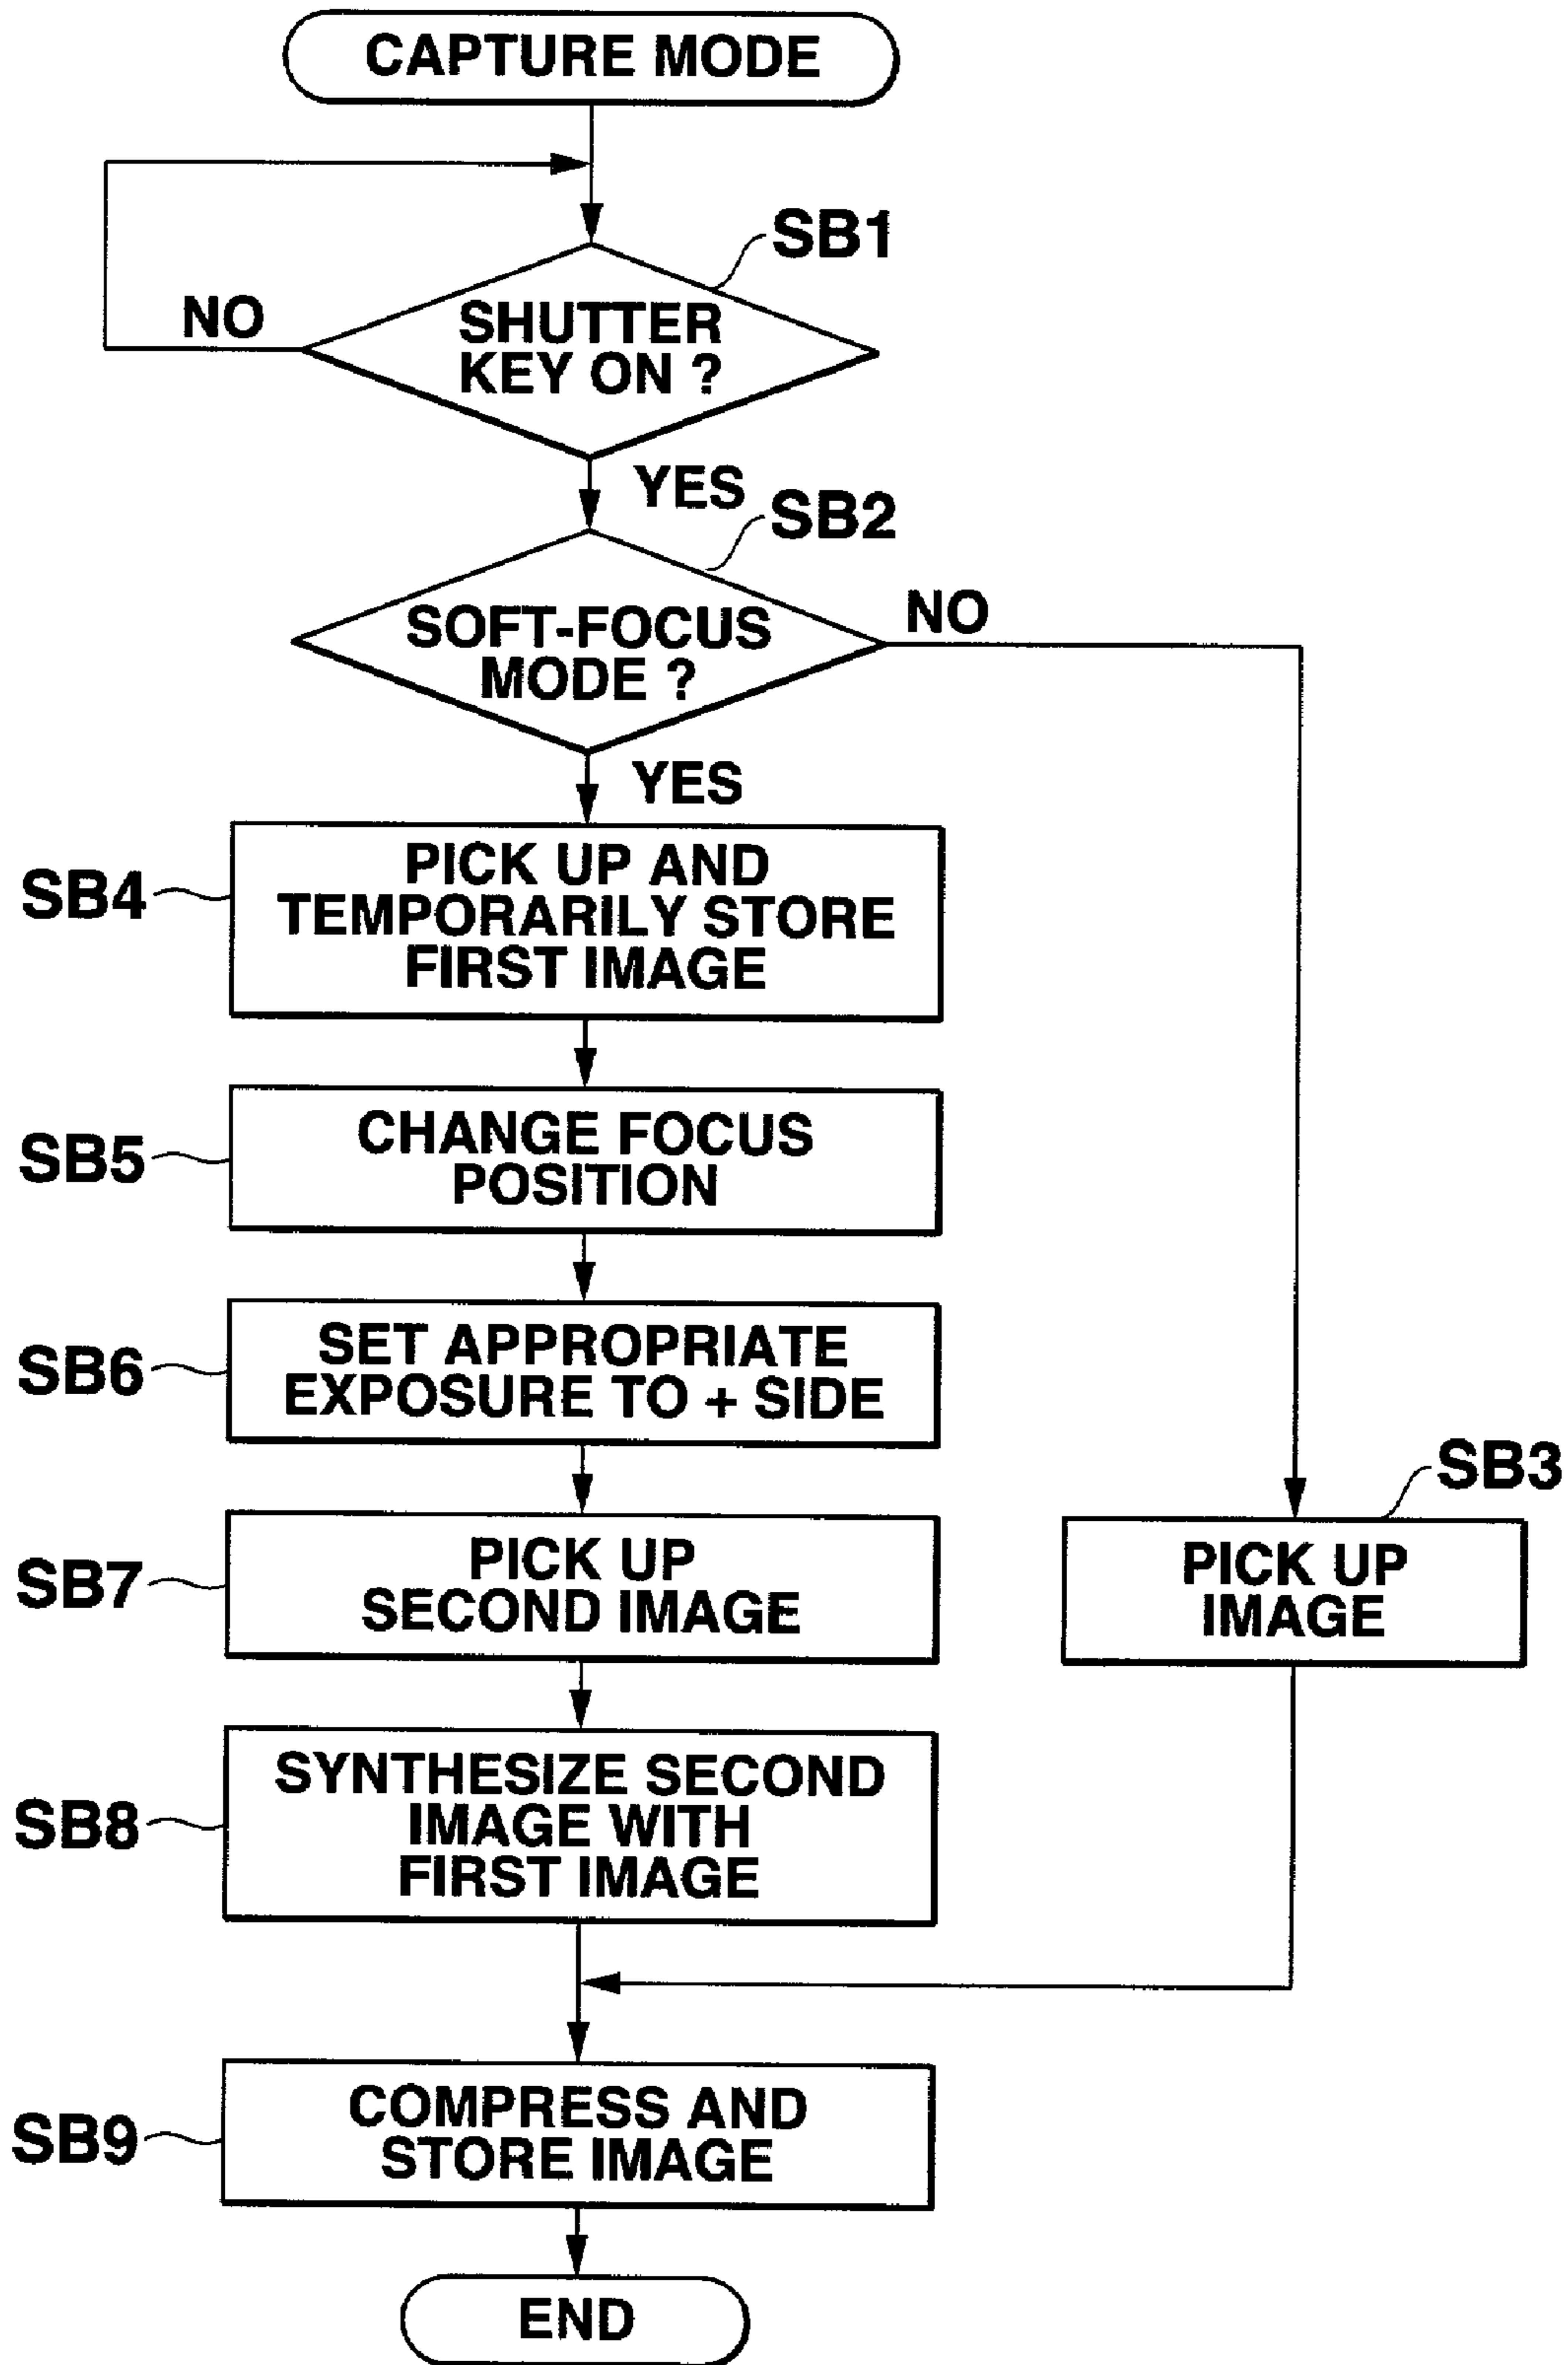 CAPTURE MODE
SB1
NO
SHUTTER
KEY ON ?
YES
SB2
SOFT-FOCUS
MODE ?
NO
YES
SB4
PICK UP AND
TEMPORARILY STORE
FIRST IMAGE
SB5
CHANGE FOCUS
POSITION
SB6
SET APPROPRIATE
EXPOSURE TO + SIDE
SB7
PICK UP
SECOND IMAGE
SB3
PICK UP
IMAGE
SB8
SYNTHESIZE SECOND
IMAGE WITH
FIRST IMAGE
SB9
COMPRESS AND
STORE IMAGE
END